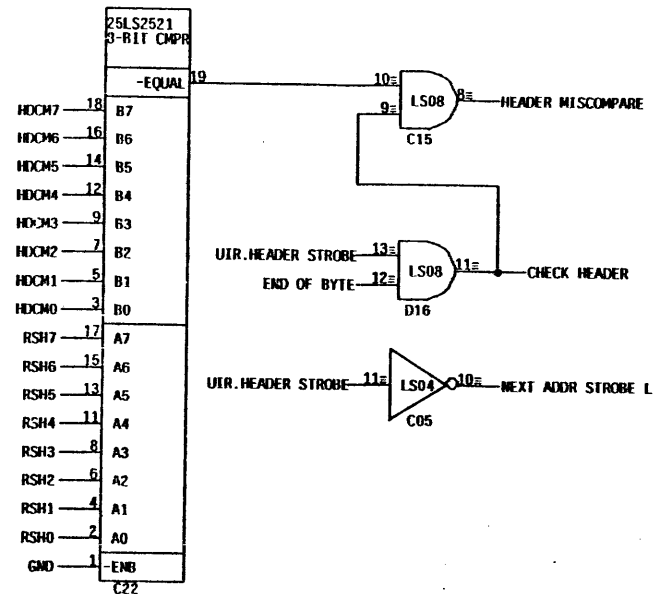 25LS2521
3-BIT CMPR
-EQUAL 19
HDCM7 18 B7
HDCM6 16 B6
HDCM5 14 B5
HDCM4 12 B4
HDCM3 9 B3
HDCM2 7 B2
HDCM1 5 B1
HDCM0 3 B0
RSH7 17 A7
RSH6 15 A6
RSH5 13 A5
RSH4 11 A4
RSH3 8 A3
RSH2 6 A2
RSH1 4 A1
RSH0 2 A0
GND 1 -ENB
C22
10 LS08 8 HEADER MISCOMPARE
9
C15
UIR.HEADER STROBE 13 LS08 11 CHECK HEADER
END OF BYTE 12
D16
UIR.HEADER STROBE 11 LS04 10 NEXT ADDR STROBE L
C05